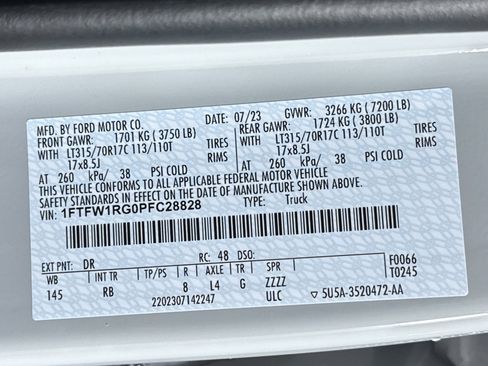 MFD. BY FORD MOTOR CO. DATE: 07/23 GVWR: 3266 KG ( 7200 LB)
FRONT GAWR: 1701 KG ( 3750 LB) REAR GAWR: 1724 KG ( 3800 LB)
WITH LT315/70R17C 113/110T TIRES WITH LT315/70R17C 113/110T TIRES
17x8.5J RIMS 17x8.5J RIMS
AT 260 kPa/ 38 PSI COLD AT 260 kPa/ 38 PSI COLD
THIS VEHICLE CONFORMS TO ALL APPLICABLE FEDERAL MOTOR VEHICLE
SAFETY STANDARDS IN EFFECT ON THE DATE OF MANUFACTURE SHOWN ABOVE.
VIN: 1FTFW1RG0PFC28828 TYPE: Truck
EXT PNT: DR RC: 48 DSO: F0066
WB INT TR TP/PS R AXLE TR SPR T0245
145 RB 8 L4 G ZZZZ
2202307142247 ULC ▽ 5U5A-3520472-AA